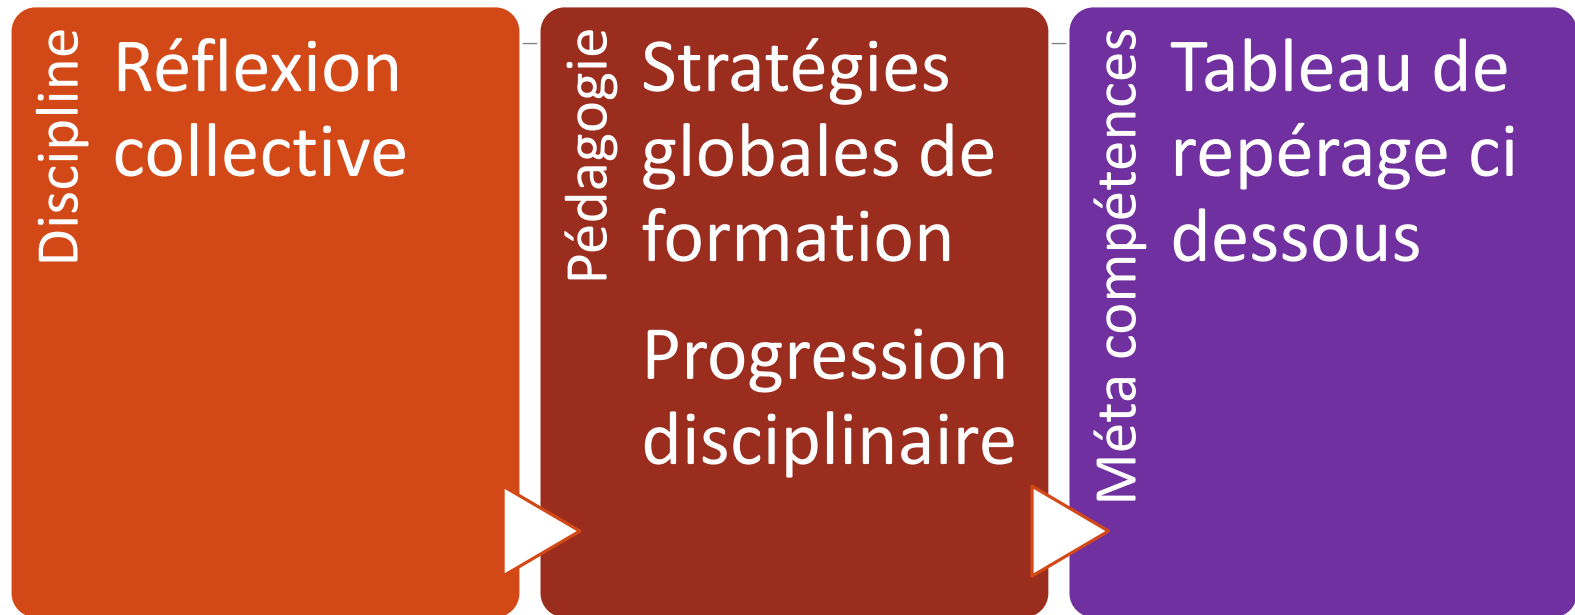 Discipline
Réflexion
collective
Pédagogie
Stratégies
globales de
formation
Progression
disciplinaire
Méta compétences
Tableau de
repérage ci
dessous